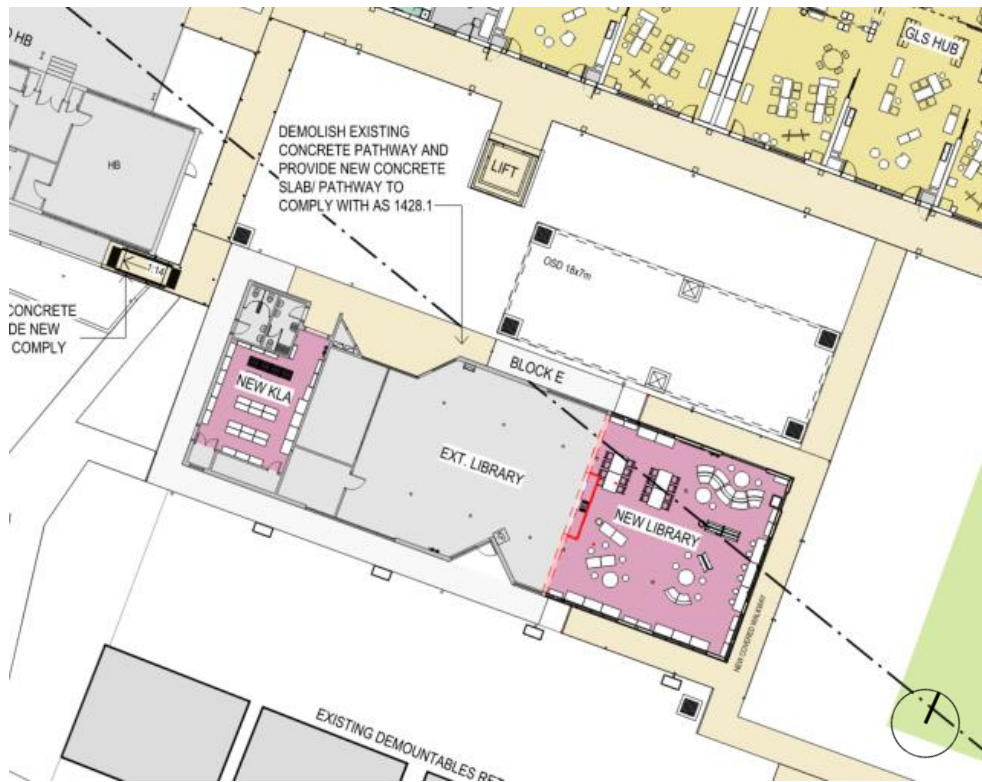 GLS HUB
HB
HB
DEMOLISH EXISTING
CONCRETE PATHWAY AND
PROVIDE NEW CONCRETE
SLAB/ PATHWAY TO
COMPLY WITH AS 1428.1
LIFT
OSD 18x7m
1:14
CONCRETE
DE NEW
COMPLY
BLOCK E
NEW KLA
EXT. LIBRARY
NEW LIBRARY
NEW COVERED WALKWAY
EXISTING DEMOUNTABLES RET